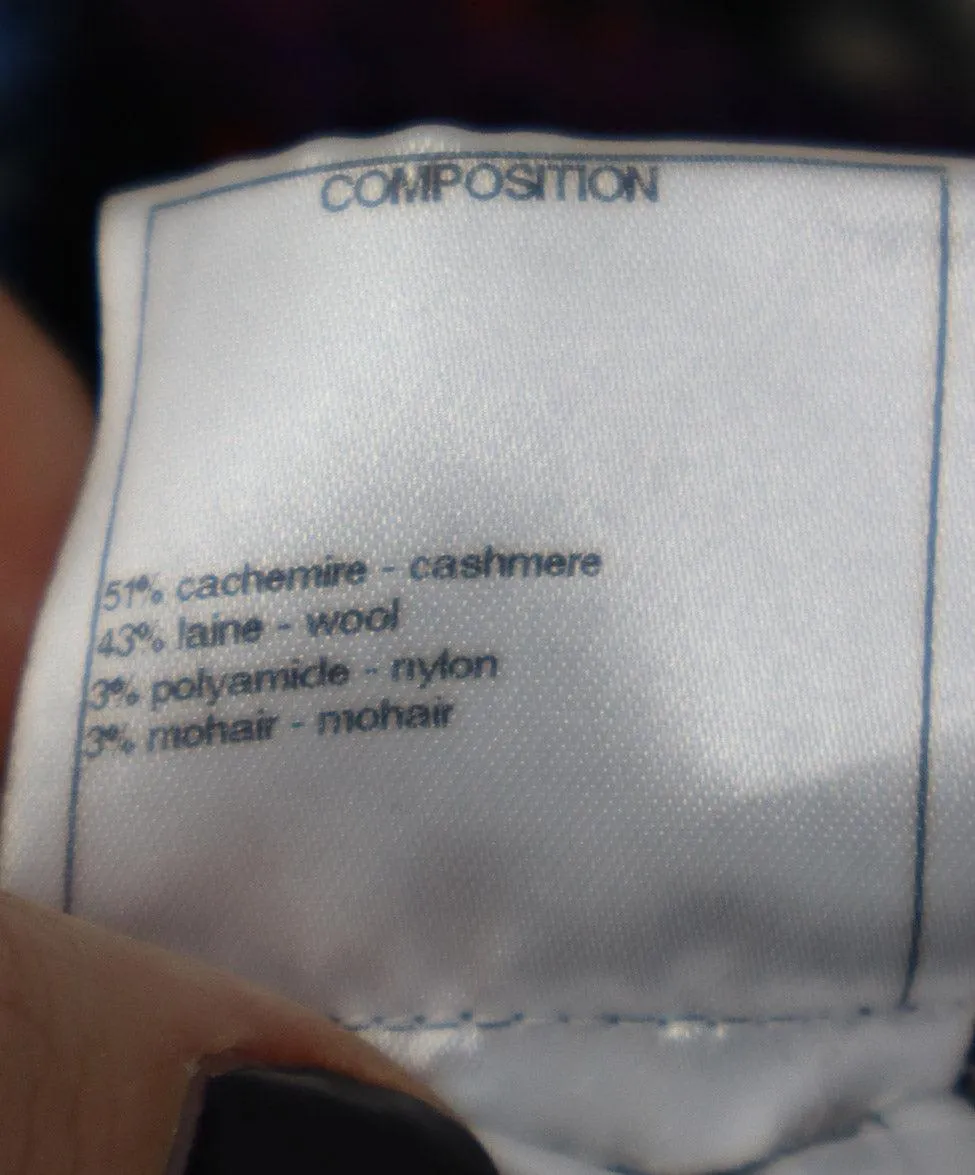 COMPOSITION
51% cachemire - cashmere
43% laine - wool
3% polyamide - nylon
3% mohair - mohair